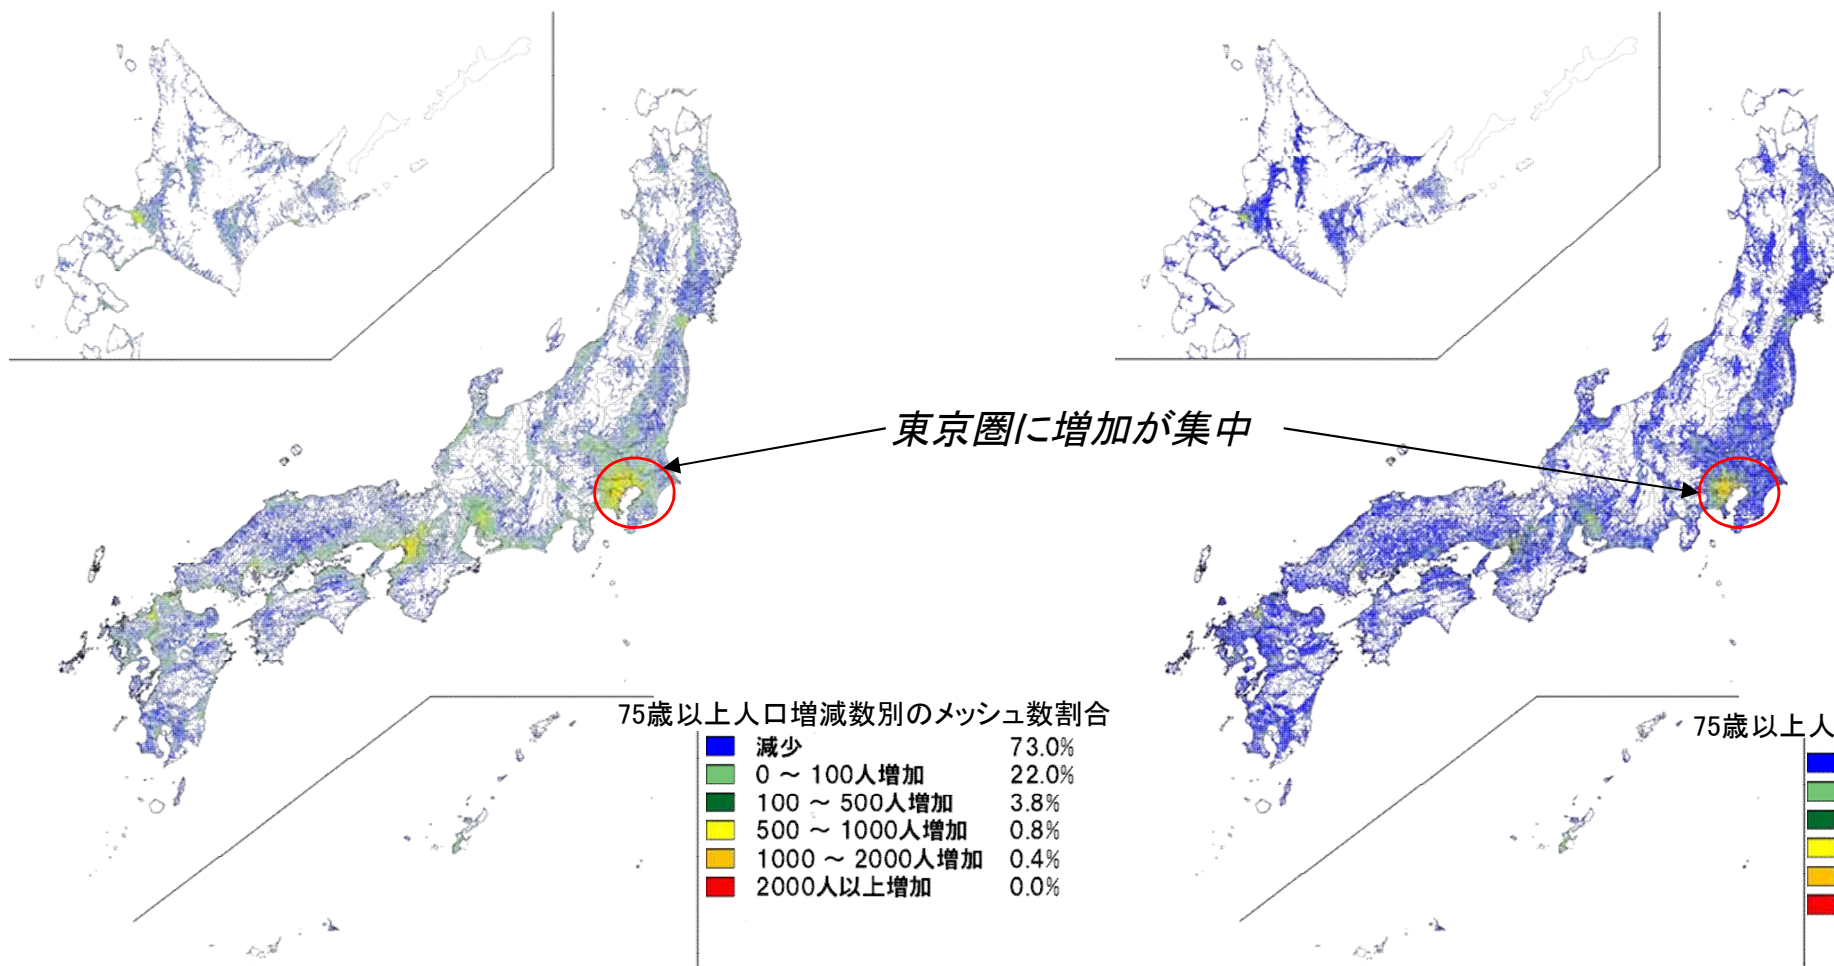 東京圏に増加が集中
75歳以上人口増減数別のメッシュ数割合
減少 73.0%
0 ～ 100人増加 22.0%
100 ～ 500人増加 3.8%
500 ～ 1000人増加 0.8%
1000 ～ 2000人増加 0.4%
2000人以上増加 0.0%
75歳以上人